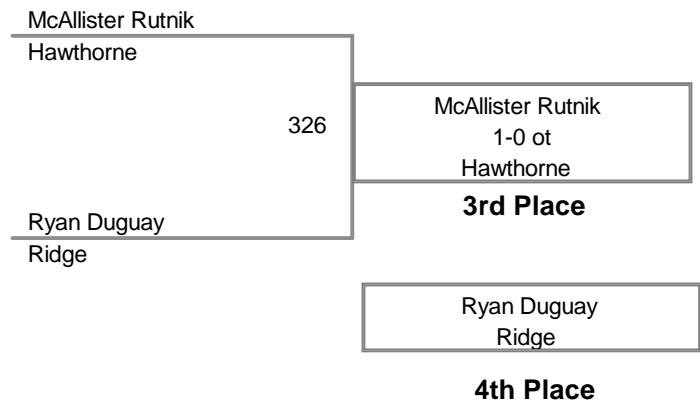 McAllister Rutnik
Hawthorne
326
McAllister Rutnik
1-0 ot
Hawthorne
3rd Place
Ryan Duguay
Ridge
Ryan Duguay
Ridge
4th Place